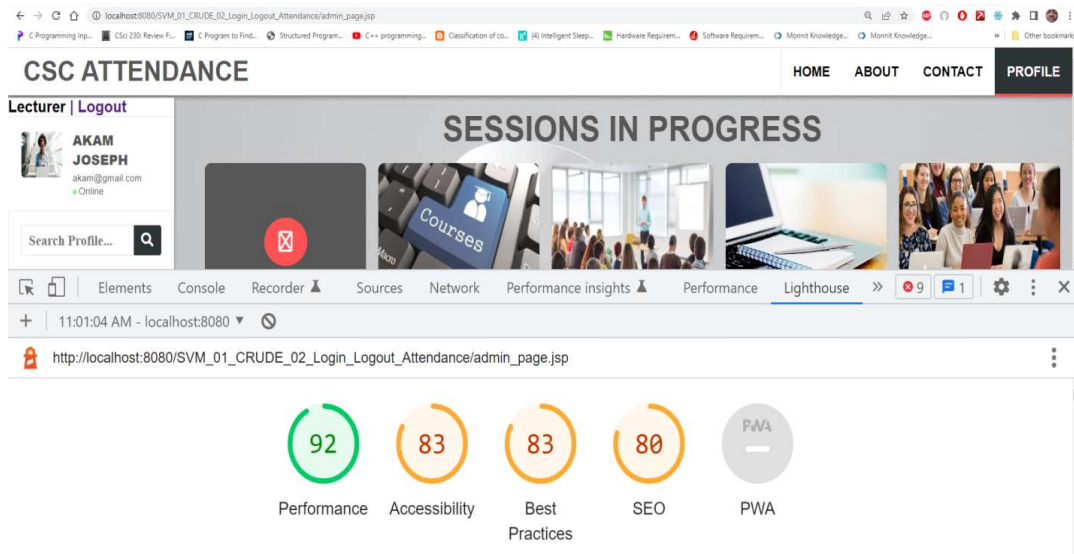 localhost:8080/SVM_01_CRUDE_02_Login_Logout_Attendance/admin_page.jsp
C Programming Inp... CSci 230: Review F... C Program to Find... Structured Program... C++ programming... Classification of co... (4) Intelligent Sleep... Hardware Requirem... Software Requirem... Monnit Knowledge... Monnit Knowledge... » Other bookmark
CSC ATTENDANCE HOME ABOUT CONTACT PROFILE
Lecturer | Logout
AKAM
JOSEPH
akam@gmail.com
Online
Search Profile...
SESSIONS IN PROGRESS
Courses
Macro
Elements Console Recorder Sources Network Performance insights Performance Lighthouse » 9 1
11:01:04 AM - localhost:8080
http://localhost:8080/SVM_01_CRUDE_02_Login_Logout_Attendance/admin_page.jsp
92 83 83 80 PWA
Performance Accessibility Best Practices SEO PWA